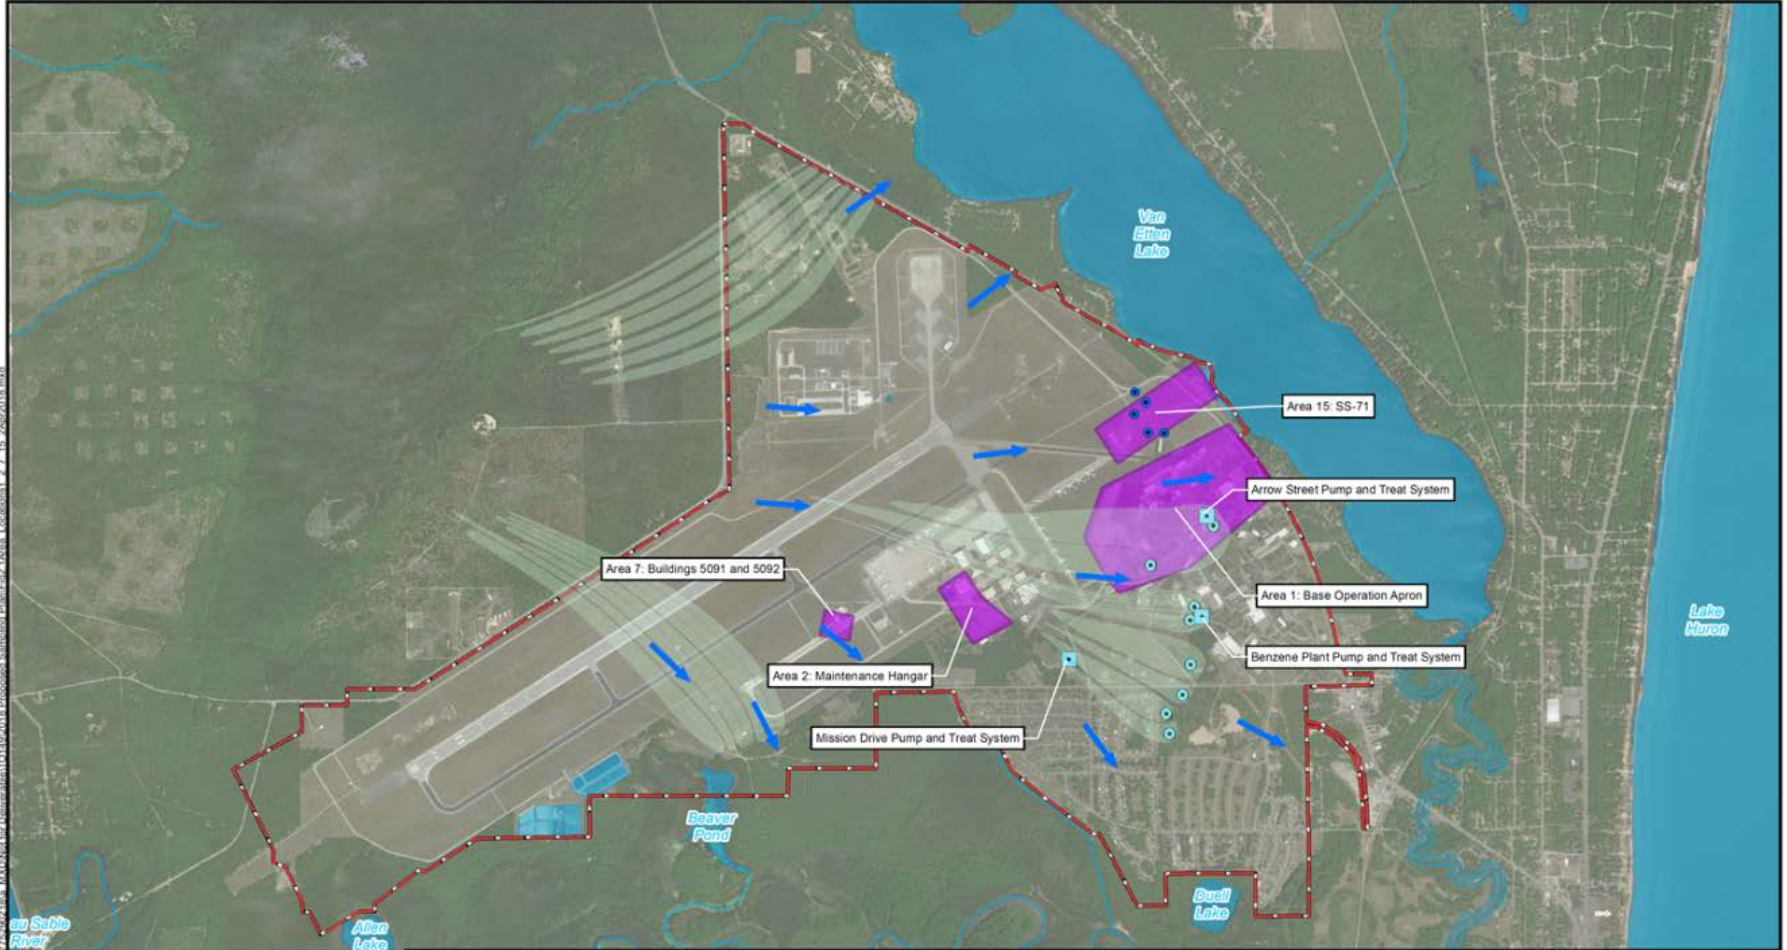 Van
Etten
Lake
Area 15: SS-71
Arrow Street Pump and Treat System
Area 7: Buildings 5091 and 5092
Area 1: Base Operation Apron
Lake
Huron
Benzene Plant Pump and Treat System
Area 2: Maintenance Hangar
Mission Drive Pump and Treat System
Beaver
Pond
Duell
Lake
au Sable
River
Allen
Lake